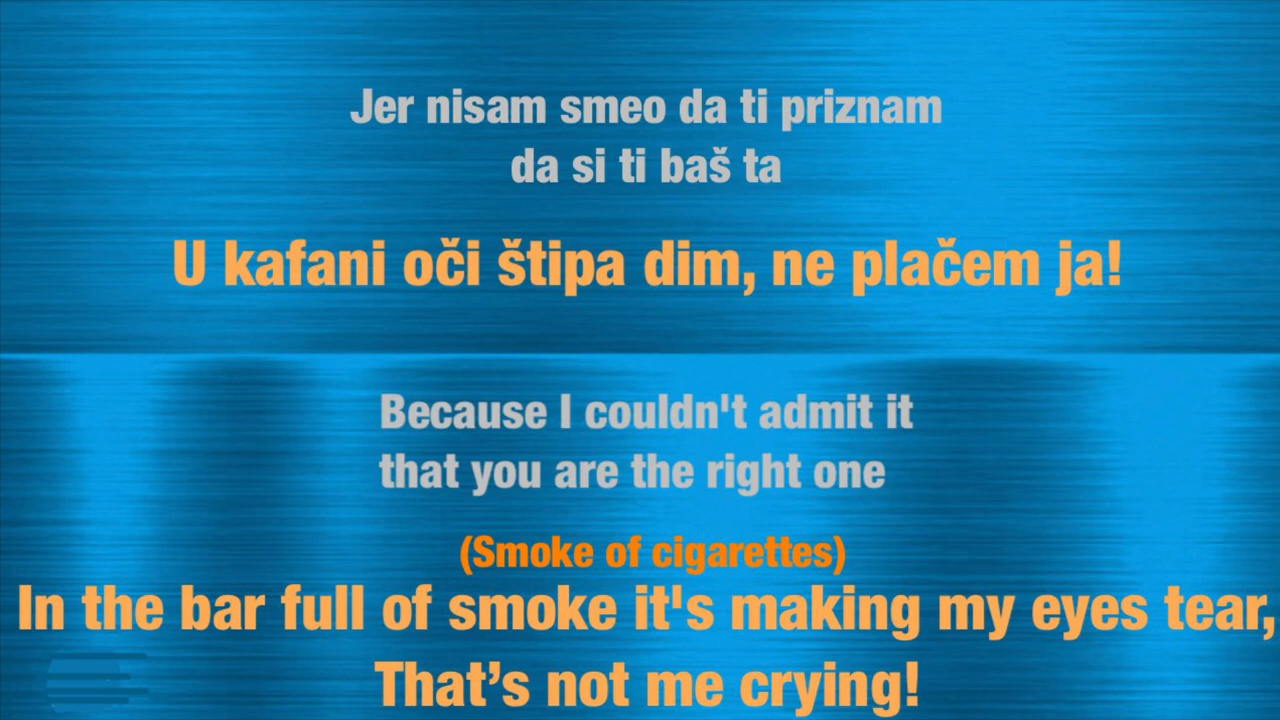 Jer nisam smeo da ti priznam
da si ti baš ta
U kafani oči štipa dim, ne plačem ja!
Because I couldn't admit it
that you are the right one
(Smoke of cigarettes)
In the bar full of smoke it's making my eyes tear,
That’s not me crying!